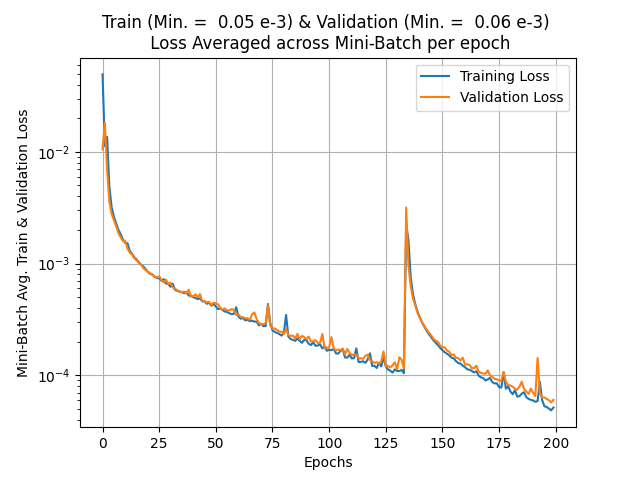 Train (Min. =  0.05 e-3) & Validation (Min. =  0.06 e-3)
Loss Averaged across Mini-Batch per epoch
Training Loss
Validation Loss
Mini-Batch Avg. Train & Validation Loss
10⁻²
10⁻³
10⁻⁴
0 25 50 75 100 125 150 175 200
Epochs